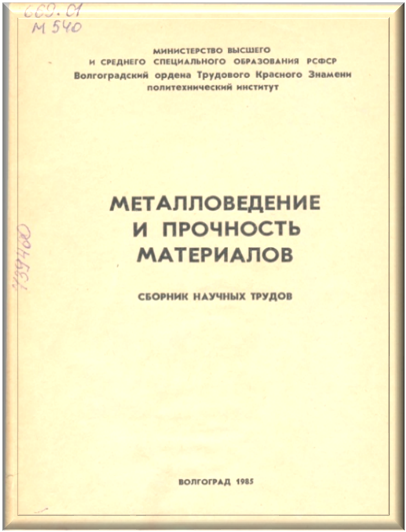 669.01
М 540
МИНИСТЕРСТВО ВЫСШЕГО
И СРЕДНЕГО СПЕЦИАЛЬНОГО ОБРАЗОВАНИЯ РСФСР
Волгоградский ордена Трудового Красного Знамени
политехнический институт
МЕТАЛЛОВЕДЕНИЕ
И ПРОЧНОСТЬ
МАТЕРИАЛОВ
СБОРНИК НАУЧНЫХ ТРУДОВ
ВОЛГОГРАД 1985